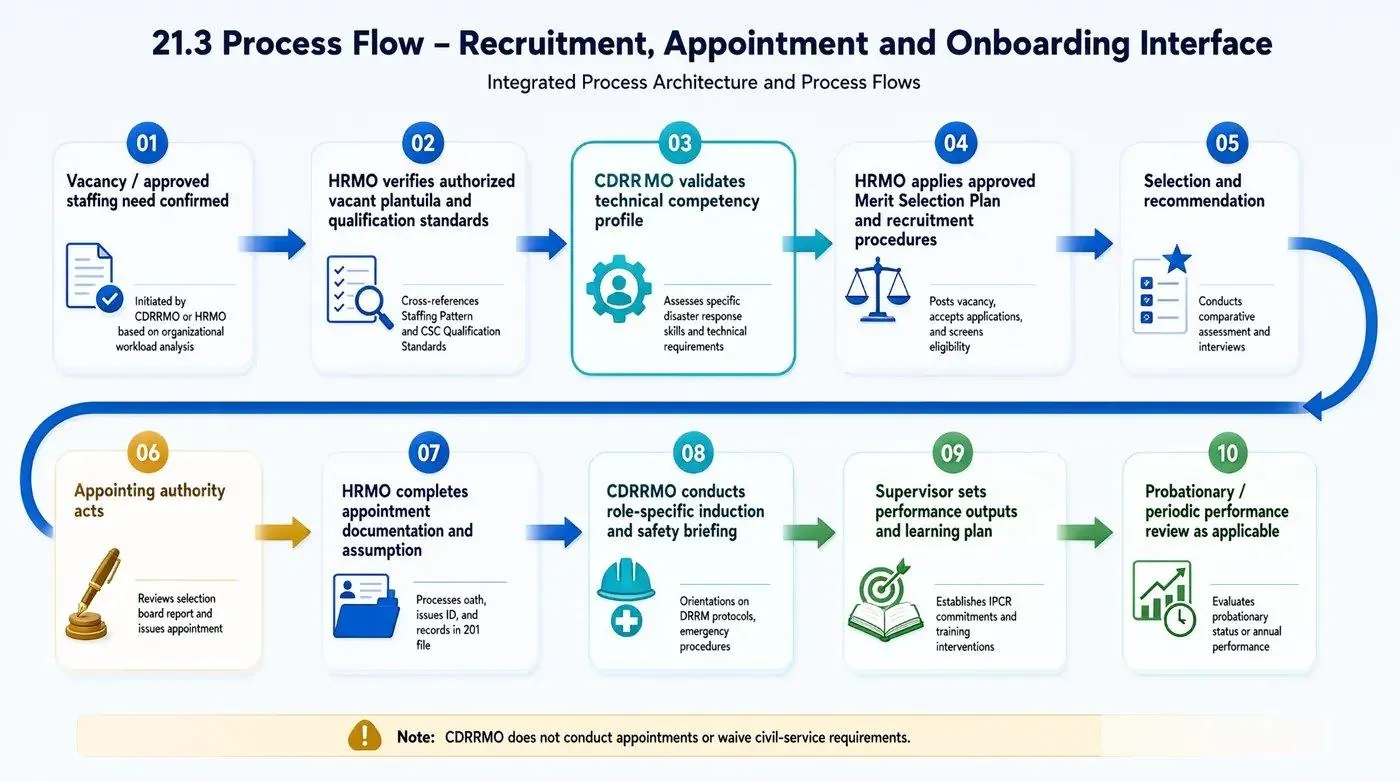 21.3 Process Flow – Recruitment, Appointment and Onboarding Interface
Integrated Process Architecture and Process Flows
01
Vacancy / approved
staffing need confirmed
Initiated by
CDRRMO or HRMO
based on organizational
workload analysis
02
HRMO verifies authorized
vacant plantuila and
qualification standards
Cross-references
Staffing Pattern
and CSC Qualification
Standards
03
CDRRMO validates
technical competency
profile
Assesses specific
disaster response
skills and technical
requirements
04
HRMO applies approved
Merit Selection Plan
and recruitment
procedures
Posts vacancy,
accepts applications,
and screens
eligibility
05
Selection and
recommendation
Conducts
comparative
assessment and
interviews
06
Appointing authority
acts
Reviews selection
board report and
issues appointment
07
HRMO completes
appointment
documentation and
assumption
Processes oath,
issues ID, and
records in 201
file
08
CDRRMO conducts
role-specific induction
and safety briefing
Orientations on
DRRM protocols,
emergency
procedures
09
Supervisor sets
performance outputs
and learning plan
Establishes IPCR
commitments and
training
interventions
10
Probationary /
periodic performance
review as applicable
Evaluates
probationary
status or annual
performance
Note: CDRRMO does not conduct appointments or waive civil-service requirements.